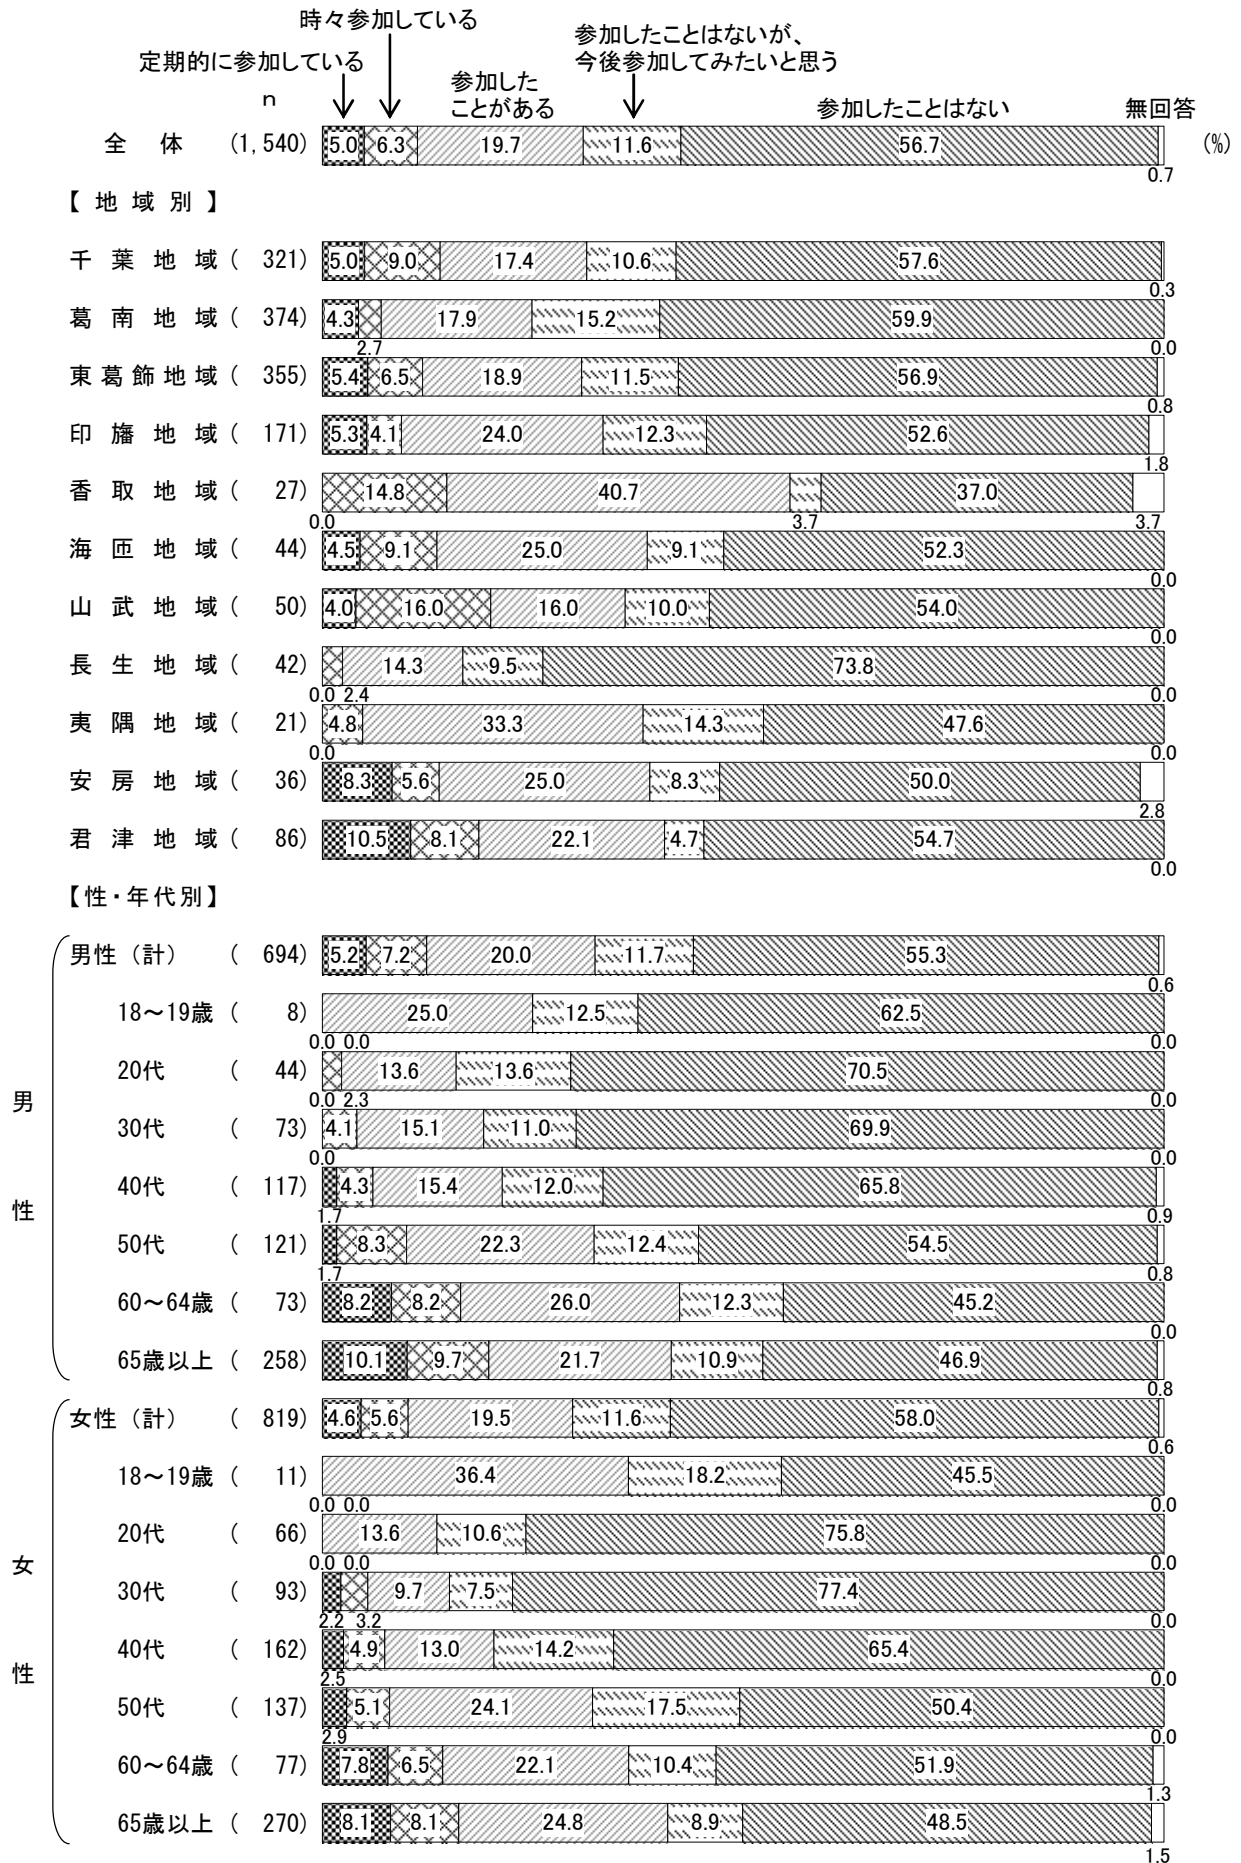 時々参加している
参加したことはないが、
定期的に参加している
今後参加してみたいと思う
参加した
n
ことがある
参加したことはない
無回答
全 体 (1,540) 5.0 6.3 19.7 11.6 56.7 (%)
0.7
【 地 域 別 】
千 葉 地 域 ( 321) 5.0 9.0 17.4 10.6 57.6
0.3
葛 南 地 域 ( 374) 4.3 17.9 15.2 59.9
2.7 0.0
東 葛 飾 地 域 ( 355) 5.4 6.5 18.9 11.5 56.9
0.8
印 旛 地 域 ( 171) 5.3 4.1 24.0 12.3 52.6
1.8
香 取 地 域 ( 27) 14.8 40.7 37.0
0.0 3.7 3.7
海 匝 地 域 ( 44) 4.5 9.1 25.0 9.1 52.3
0.0
山 武 地 域 ( 50) 4.0 16.0 16.0 10.0 54.0
0.0
長 生 地 域 ( 42) 14.3 9.5 73.8
0.0 2.4 0.0
夷 隅 地 域 ( 21) 4.8 33.3 14.3 47.6
0.0 0.0
安 房 地 域 ( 36) 8.3 5.6 25.0 8.3 50.0
2.8
君 津 地 域 ( 86) 10.5 8.1 22.1 4.7 54.7
0.0
【性・年代別】
男性（計） ( 694) 5.2 7.2 20.0 11.7 55.3
0.6
18～19歳 ( 8) 25.0 12.5 62.5
0.0 0.0 0.0
20代 ( 44) 13.6 13.6 70.5
0.0 2.3 0.0
男
30代 ( 73) 4.1 15.1 11.0 69.9
0.0 0.0
40代 ( 117) 4.3 15.4 12.0 65.8
性
1.7 0.9
50代 ( 121) 8.3 22.3 12.4 54.5
1.7 0.8
60～64歳 ( 73) 8.2 8.2 26.0 12.3 45.2
0.0
65歳以上 ( 258) 10.1 9.7 21.7 10.9 46.9
0.8
女性（計） ( 819) 4.6 5.6 19.5 11.6 58.0
0.6
18～19歳 ( 11) 36.4 18.2 45.5
0.0 0.0 0.0
20代 ( 66) 13.6 10.6 75.8
0.0 0.0 0.0
女
30代 ( 93) 9.7 7.5 77.4
2.2 3.2 0.0
40代 ( 162) 4.9 13.0 14.2 65.4
性
2.5 0.0
50代 ( 137) 5.1 24.1 17.5 50.4
2.9 0.0
60～64歳 ( 77) 7.8 6.5 22.1 10.4 51.9
1.3
65歳以上 ( 270) 8.1 8.1 24.8 8.9 48.5
1.5